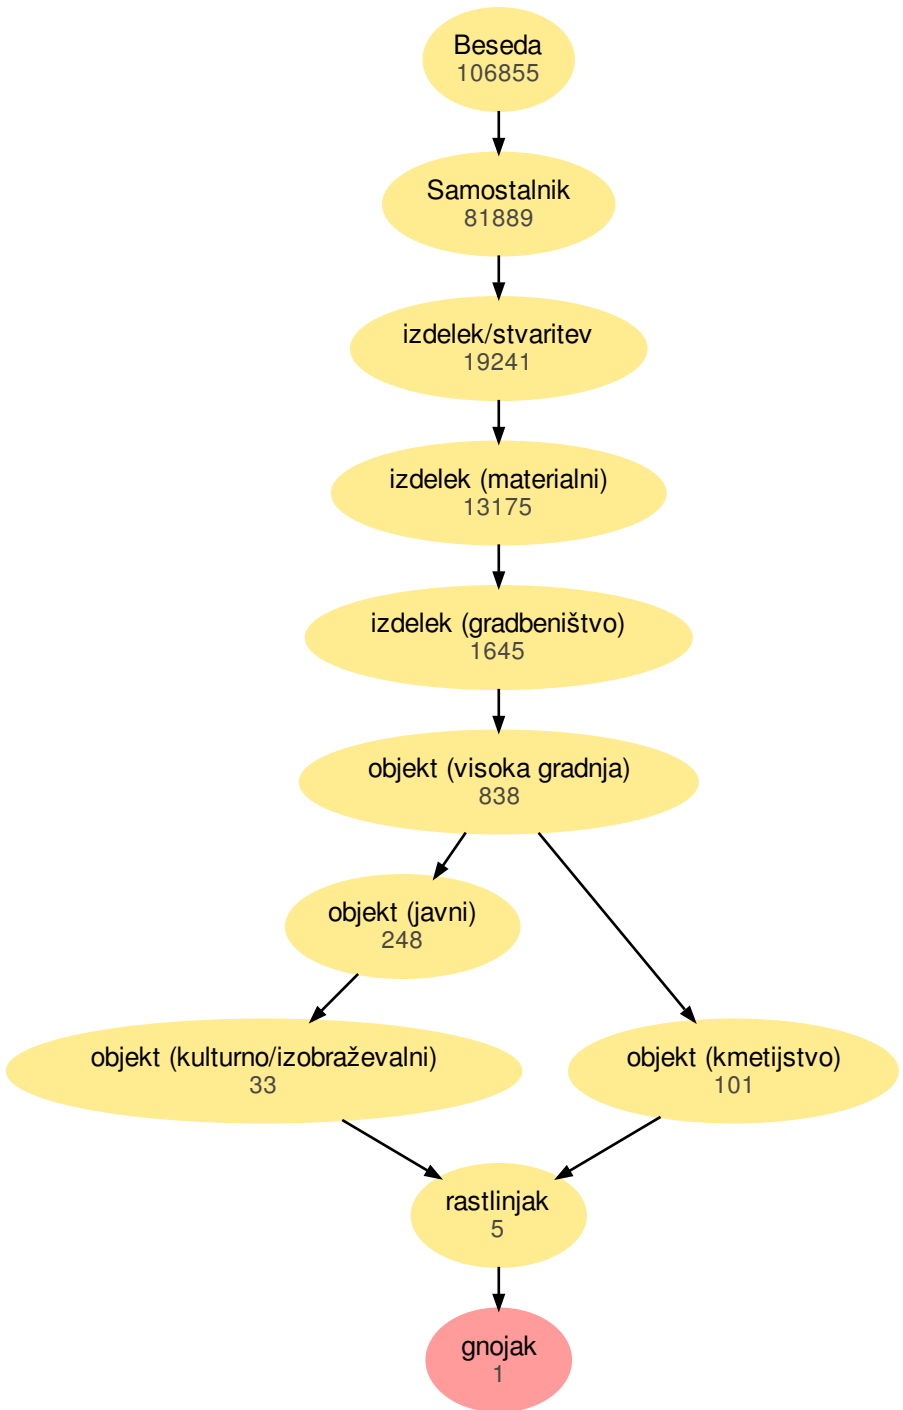 Beseda
106855
Samostalnik
81889
izdelek/stvaritev
19241
izdelek (materialni)
13175
izdelek (gradbeništvo)
1645
objekt (visoka gradnja)
838
objekt (javni)
248
objekt (kulturno/izobraževalni)
33
objekt (kmetijstvo)
101
rastlinjak
5
gnojak
1